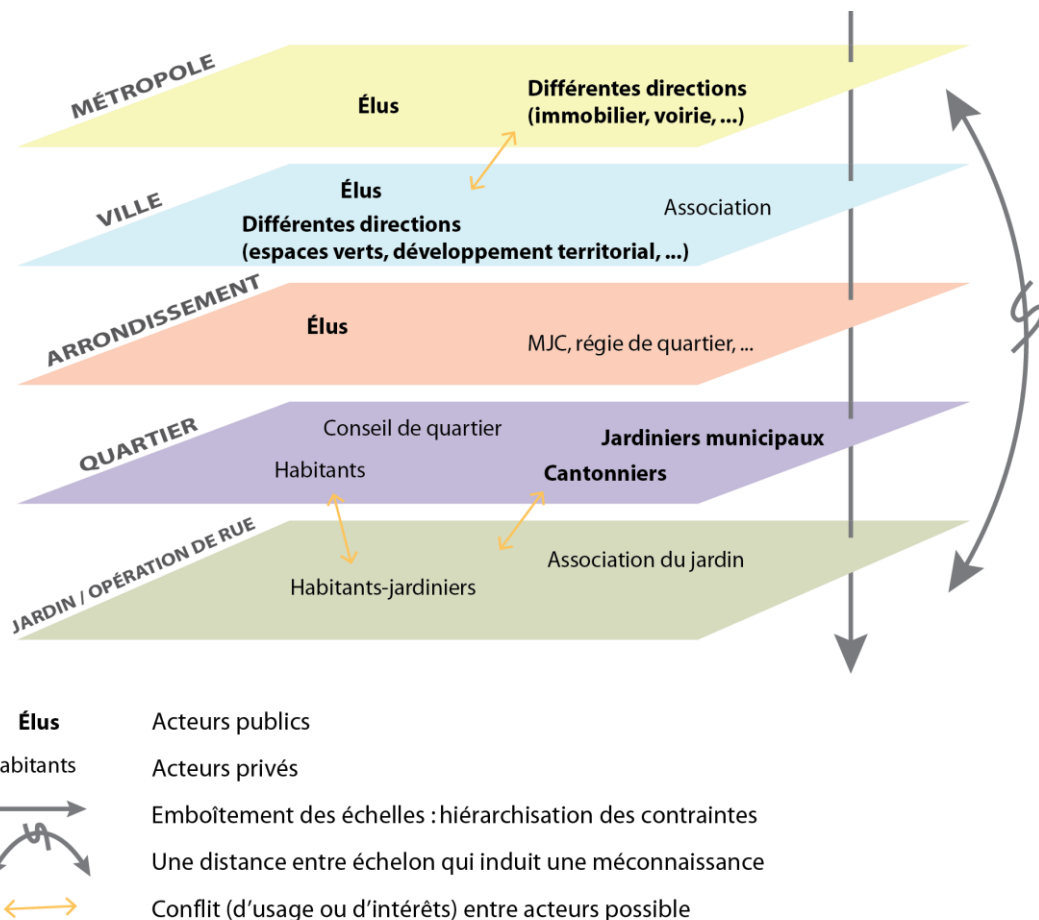 MÉTROPOLE
Élus
Différentes directions
(immobilier, voirie, ...)
VILLE
Élus
Différentes directions
(espaces verts, développement territorial, ...)
Association
ARRONDISSEMENT
Élus
MJC, régie de quartier, ...
QUARTIER
Conseil de quartier
Habitants
Jardiniers municipaux
Cantonniers
JARDIN / OPÉRATION DE RUE
Habitants-jardiniers
Association du jardin
Élus Acteurs publics
abitants Acteurs privés
Emboîtement des échelles : hiérarchisation des contraintes
Une distance entre échelon qui induit une méconnaissance
Conflit (d'usage ou d'intérêts) entre acteurs possible